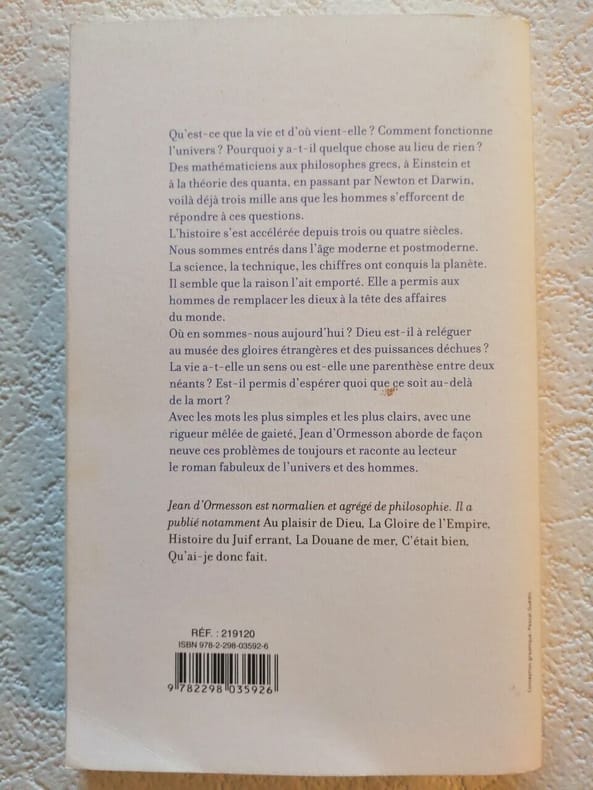 Qu'est-ce que la vie et d'où vient-elle ? Comment fonctionne
l'univers ? Pourquoi y a-t-il quelque chose au lieu de rien ?
Des mathématiciens aux philosophes grecs, à Einstein et
à la théorie des quanta, en passant par Newton et Darwin,
voilà déjà trois mille ans que les hommes s'efforcent de
répondre à ces questions.
L'histoire s'est accélérée depuis trois ou quatre siècles.
Nous sommes entrés dans l'âge moderne et postmoderne.
La science, la technique, les chiffres ont conquis la planète.
Il semble que la raison l'ait emporté. Elle a permis aux
hommes de remplacer les dieux à la tête des affaires
du monde.
Où en sommes-nous aujourd'hui ? Dieu est-il à reléguer
au musée des gloires étrangères et des puissances déchues ?
La vie a-t-elle un sens ou est-elle une parenthèse entre deux
néants ? Est-il permis d'espérer quoi que ce soit au-delà
de la mort ?
Avec les mots les plus simples et les plus clairs, avec une
rigueur mêlée de gaieté, Jean d'Ormesson aborde de façon
neuve ces problèmes de toujours et raconte au lecteur
le roman fabuleux de l'univers et des hommes.
Jean d'Ormesson est normalien et agrégé de philosophie. Il a
publié notamment Au plaisir de Dieu, La Gloire de l'Empire,
Histoire du Juif errant, La Douane de mer, C'était bien,
Qu'ai-je donc fait.
RÉF. : 219120
ISBN 978-2-298-03592-6
9 782298 035926
Conception graphique : Pascal Guédin